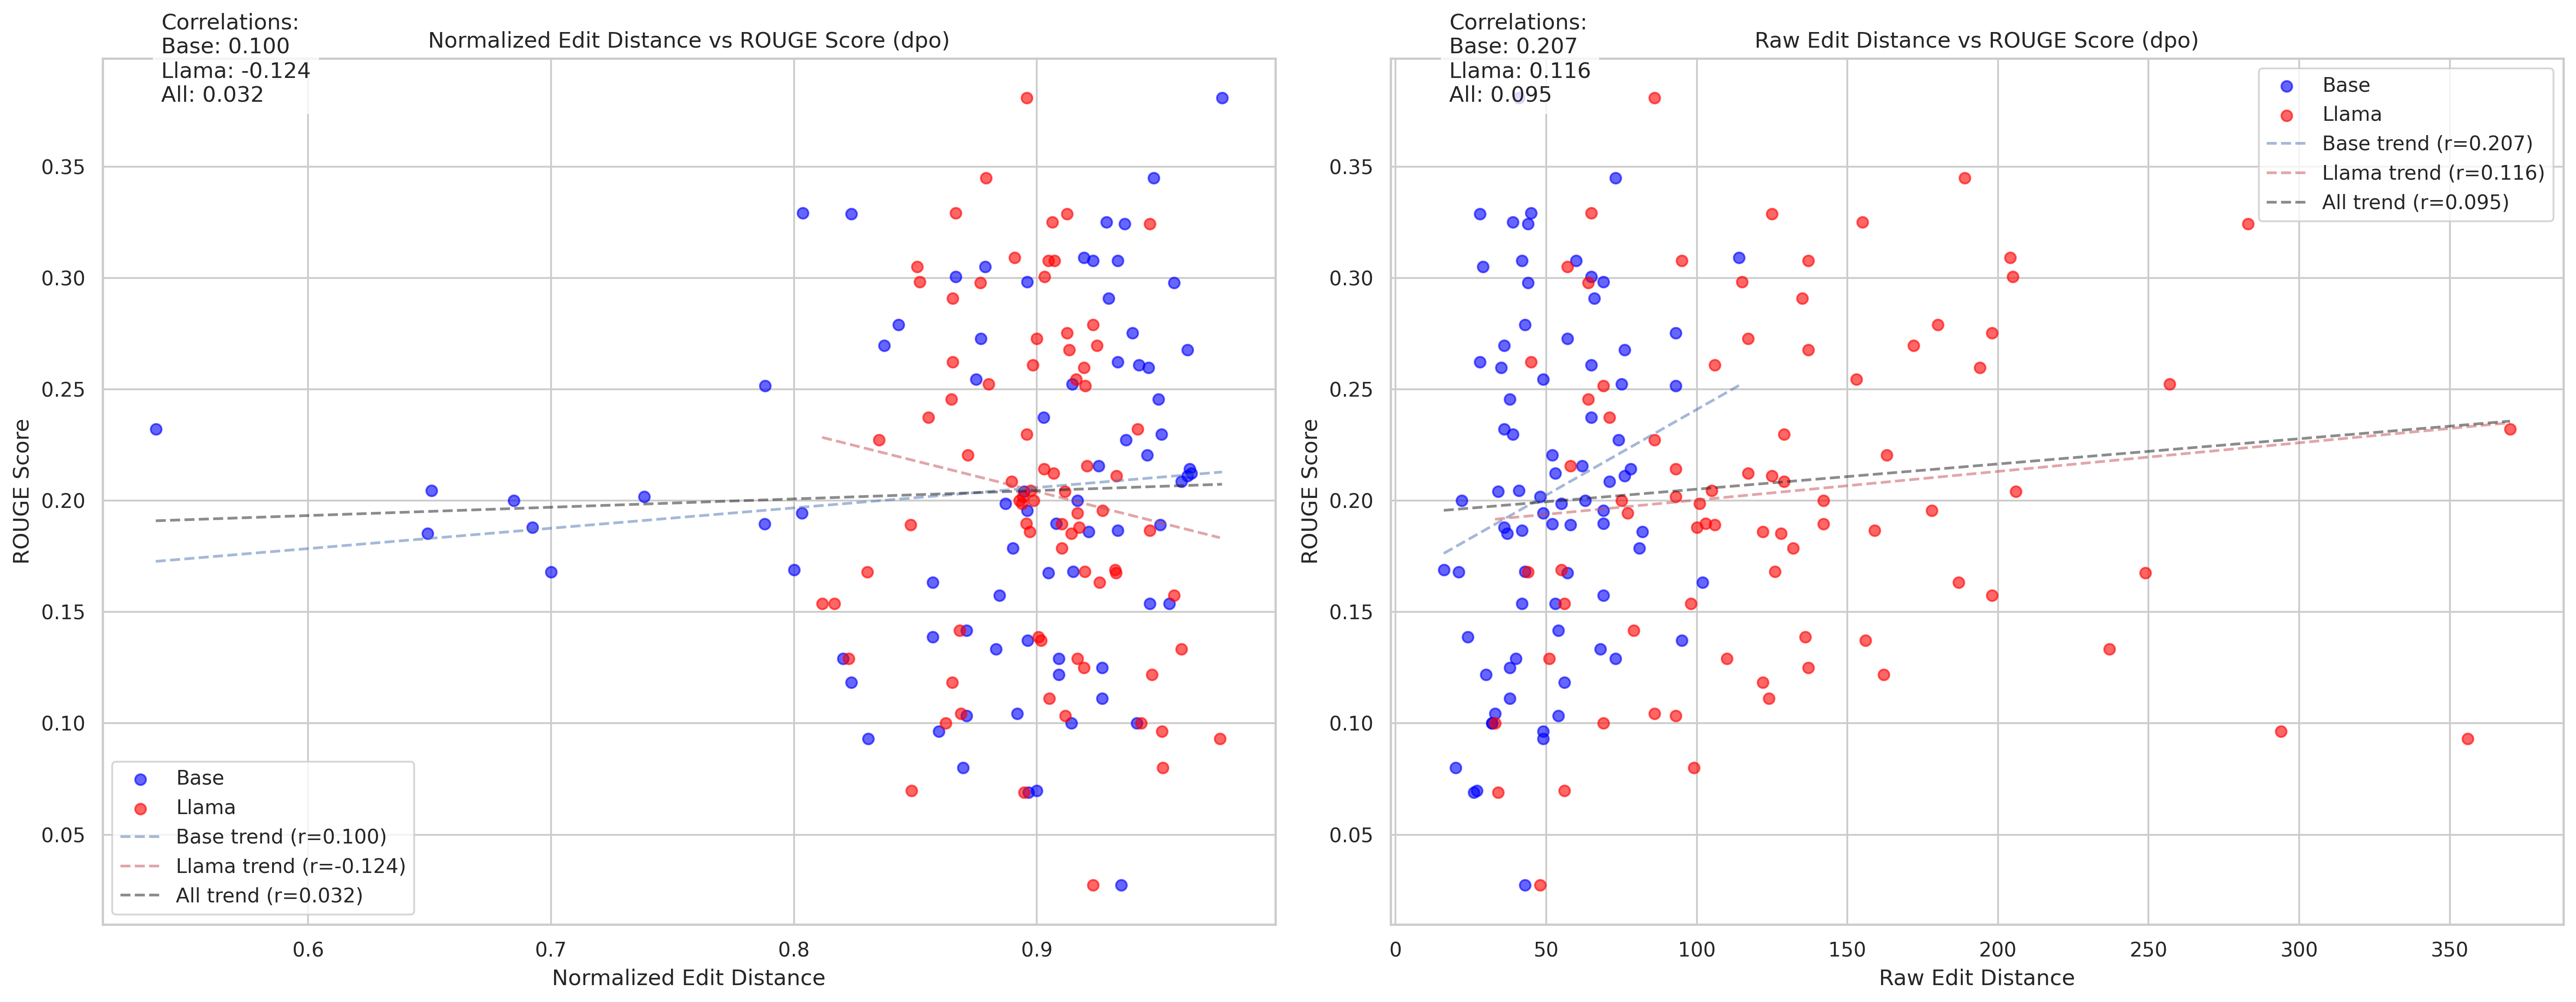 Correlations:
Base: 0.100
Llama: -0.124
All: 0.032
Normalized Edit Distance vs ROUGE Score (dpo)
ROUGE Score
0.35
0.30
0.25
0.20
0.15
0.10
0.05
Base
Llama
Base trend (r=0.100)
Llama trend (r=-0.124)
All trend (r=0.032)
0.6
0.7
0.8
0.9
Normalized Edit Distance
Correlations:
Base: 0.207
Llama: 0.116
All: 0.095
Raw Edit Distance vs ROUGE Score (dpo)
ROUGE Score
0.35
0.30
0.25
0.20
0.15
0.10
0.05
Base
Llama
Base trend (r=0.207)
Llama trend (r=0.116)
All trend (r=0.095)
0
50
100
150
200
250
300
350
Raw Edit Distance